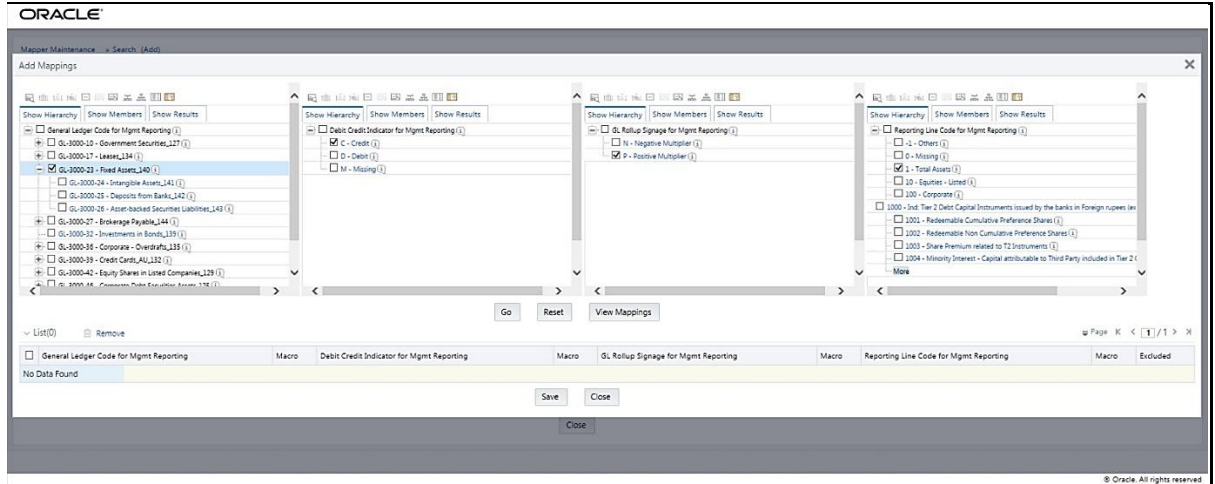 ORACLE
Mapper Maintenance » Search (Add)
Add Mappings
Show Hierarchy Show Members Show Results
General Ledger Code for Mgmt Reporting
GL-3000-10 - Government Securities_127
GL-3000-17 - Leases_134
GL-3000-23 - Fixed Assets_140
GL-3000-24 - Intangible Assets_141
GL-3000-25 - Deposits from Banks_142
GL-3000-26 - Asset-backed Securities Liabilities_143
GL-3000-27 - Brokerage Payable_144
GL-3000-32 - Investments in Bonds_139
GL-3000-36 - Corporate - Overdrafts_135
GL-3000-39 - Credit Cards_AU_132
GL-3000-42 - Equity Shares in Listed Companies_129
GL-3000-46 - Corporate Debt Securities Assets
Show Hierarchy Show Members Show Results
Debit Credit Indicator for Mgmt Reporting
C - Credit
D - Debit
M - Missing
Show Hierarchy Show Members Show Results
GL Rollup Signage for Mgmt Reporting
N - Negative Multiplier
P - Positive Multiplier
Show Hierarchy Show Members Show Results
Reporting Line Code for Mgmt Reporting
-1 - Others
0 - Missing
1 - Total Assets
10 - Equities - Listed
100 - Corporate
1000 - Ind: Tier 2 Debt Capital Instruments issued by the banks in Foreign rupees
1001 - Redeemable Cumulative Preference Shares
1002 - Redeemable Non Cumulative Preference Shares
1003 - Share Premium related to T2 Instruments
1004 - Minority Interest - Capital attributable to Third Party included in Tier 2
More
Go Reset View Mappings
List(0) Remove
Page 1 / 1
General Ledger Code for Mgmt Reporting Macro Debit Credit Indicator for Mgmt Reporting Macro GL Rollup Signage for Mgmt Reporting Macro Reporting Line Code for Mgmt Reporting Macro Excluded
No Data Found
Save Close
Close
© Oracle. All rights reserved